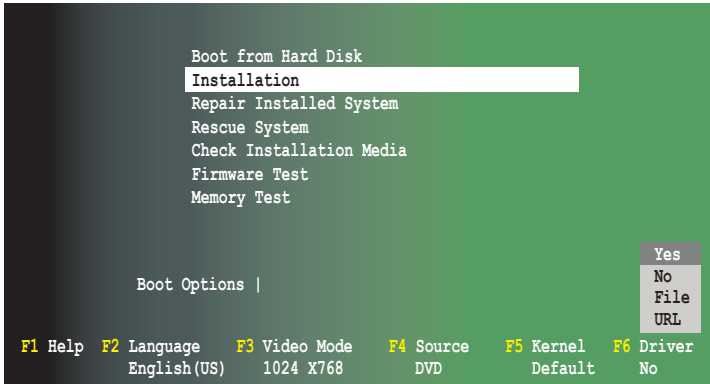 Boot from Hard Disk
Installation
Repair Installed System
Rescue System
Check Installation Media
Firmware Test
Memory Test
Yes
No
File
URL
Boot Options |
F1 Help F2 Language F3 Video Mode F4 Source F5 Kernel F6 Driver
English(US) 1024 X768 DVD Default No